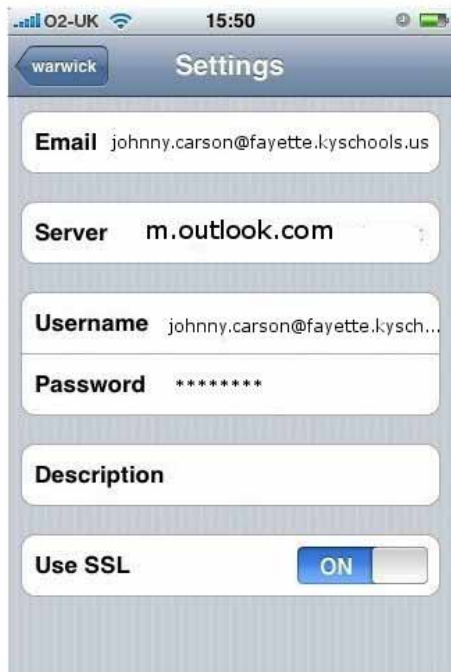 O2-UK 15:50
warwick Settings
Email johnny.carson@fayette.kyschools.us
Server m.outlook.com
Username johnny.carson@fayette.kysch...
Password ********
Description
Use SSL ON